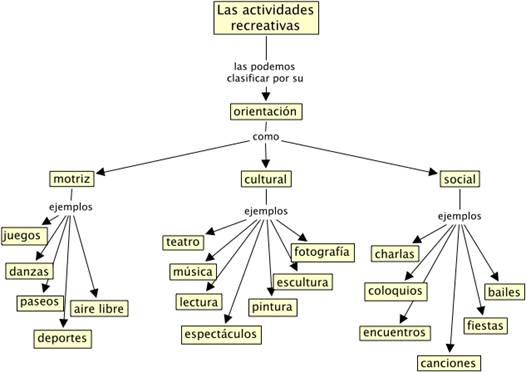 Las actividades
recreativas
las podemos
clasificar por su
orientación
como
motriz
cultural
social
ejemplos
juegos
danzas
paseos
aire libre
deportes
ejemplos
teatro
fotografía
música
escultura
lectura
pintura
espectáculos
ejemplos
charlas
coloquios
bailes
encuentros
fiestas
canciones